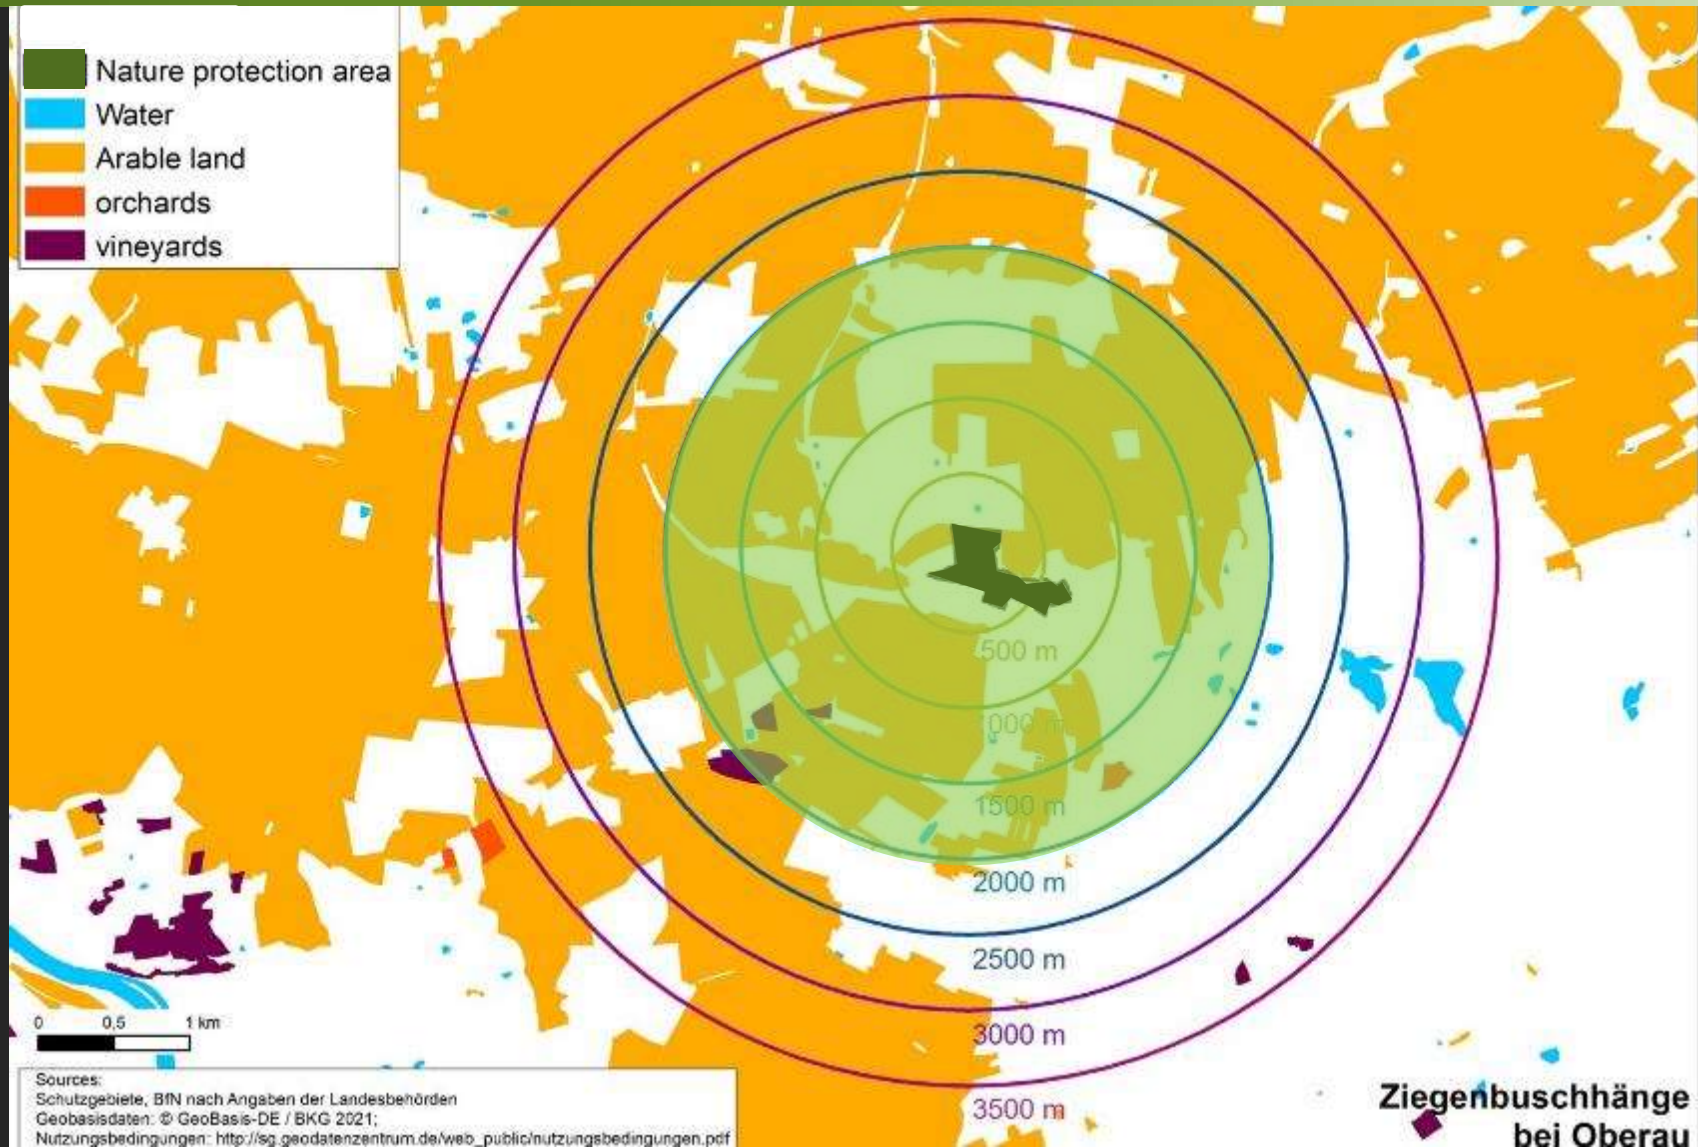 Nature protection area
Water
Arable land
orchards
vineyards
500 m
1000 m
1500 m
2000 m
2500 m
3000 m
3500 m
0 0,5 1 km
Sources:
Schutzgebiete, BfN nach Angaben der Landesbehörden
Geobasisdaten: © GeoBasis-DE / BKG 2021;
Nutzungsbedingungen: http://sg.geodatenzentrum.de/web_public/nutzungsbedingungen.pdf
Ziegenbuschhänge
bei Oberau